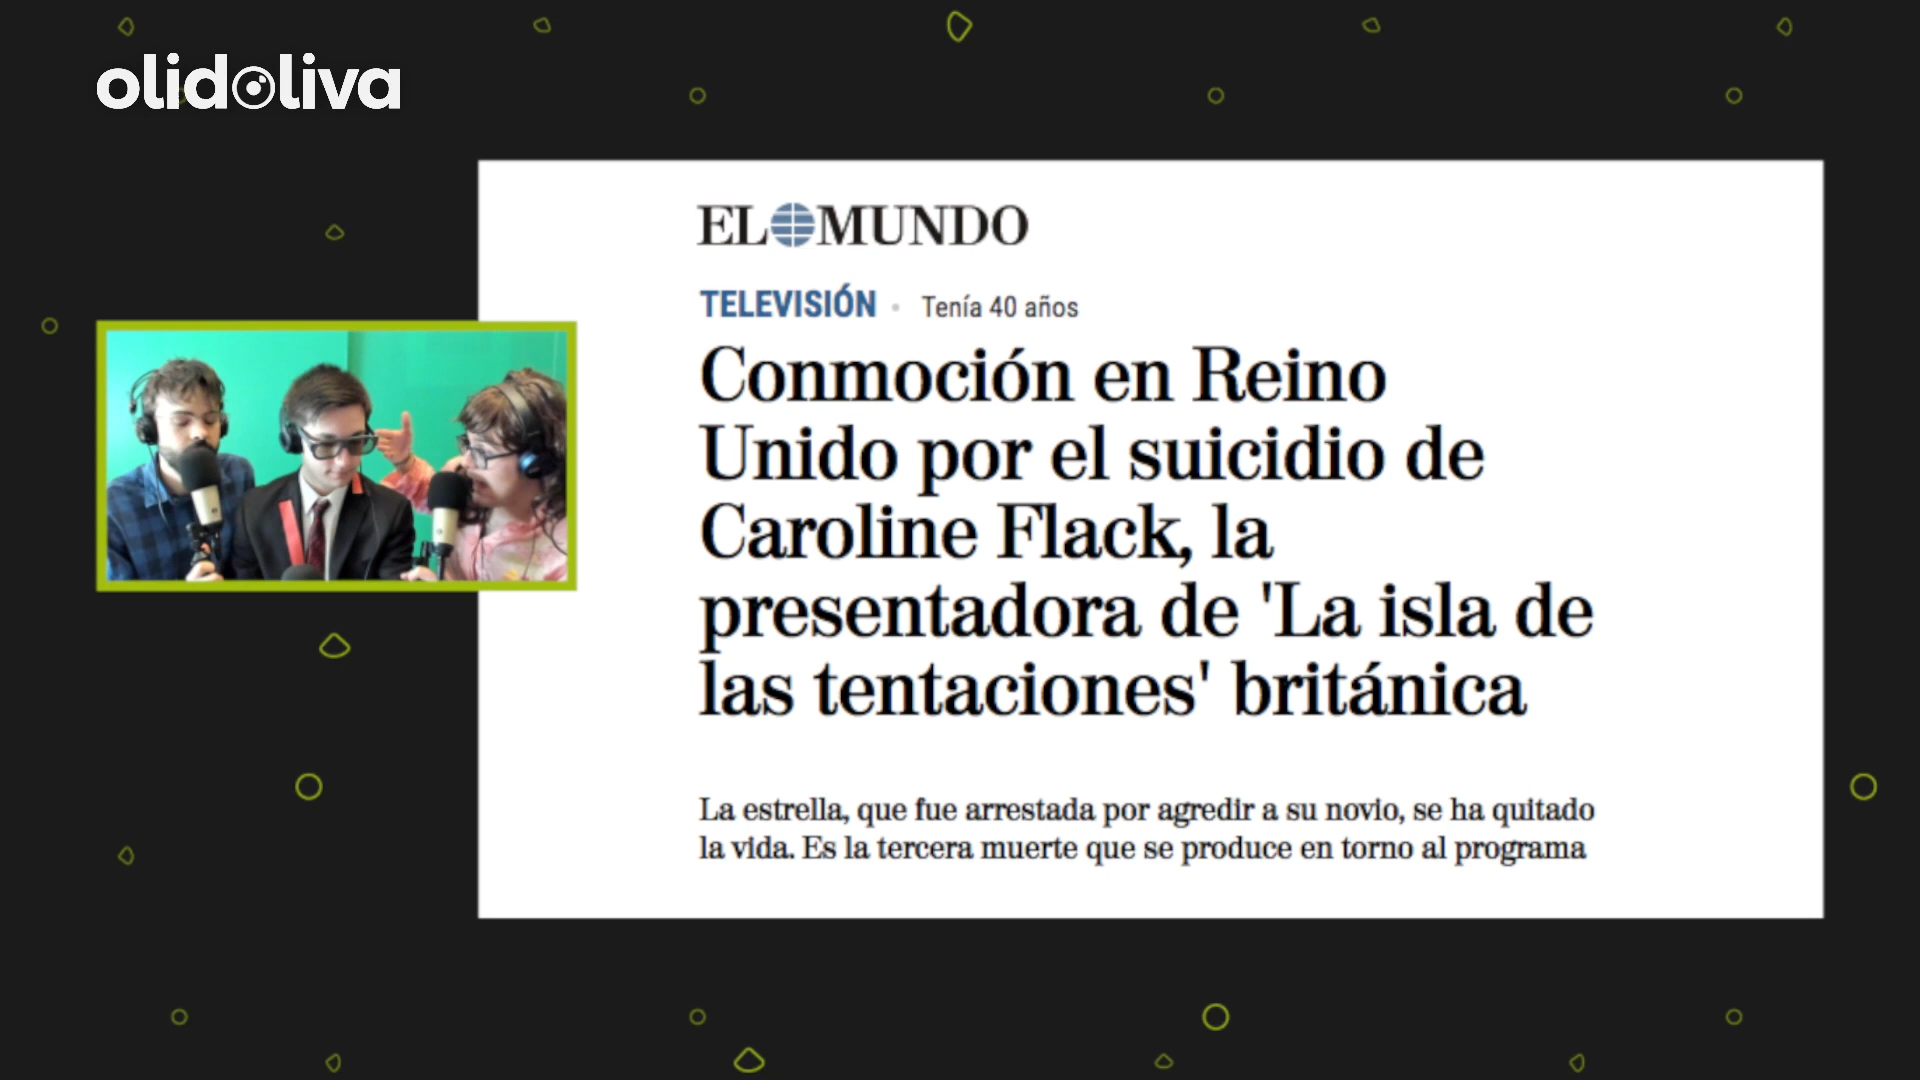 olidoliva
EL MUNDO
TELEVISIÓN • Tenía 40 años
Conmoción en Reino
Unido por el suicidio de
Caroline Flack, la
presentadora de 'La isla de
las tentaciones' británica
La estrella, que fue arrestada por agredir a su novio, se ha quitado
la vida. Es la tercera muerte que se produce en torno al programa